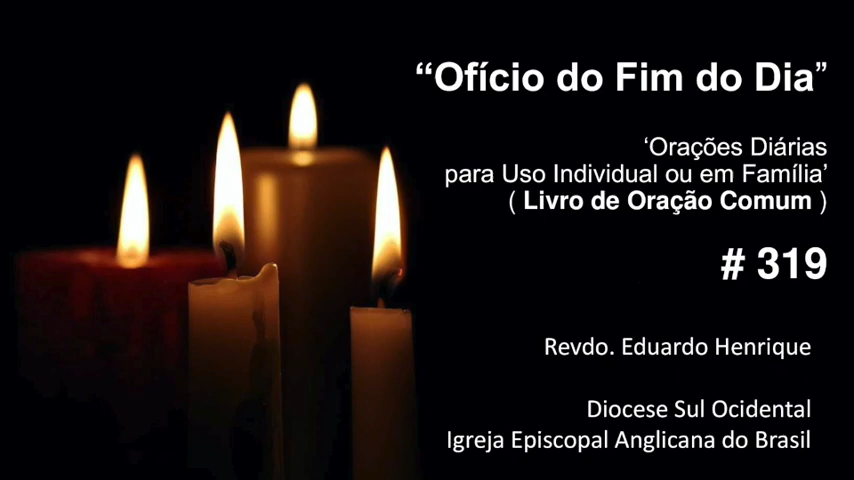 “Ofício do Fim do Dia”
‘Orações Diárias
para Uso Individual ou em Família’
( Livro de Oração Comum )
# 319
Revdo. Eduardo Henrique
Diocese Sul Ocidental
Igreja Episcopal Anglicana do Brasil